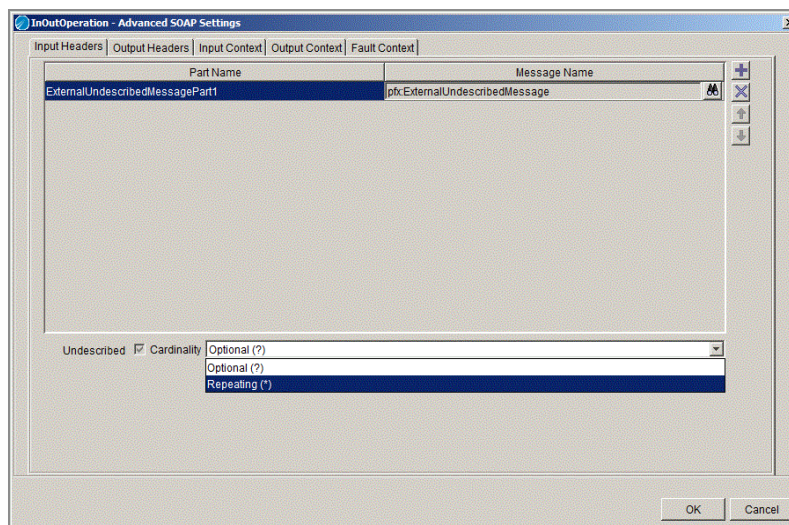 InOutOperation - Advanced SOAP Settings
Input Headers Output Headers Input Context Output Context Fault Context
Part Name Message Name
ExternalUndescribedMessagePart1 pfx:ExternalUndescribedMessage
Undescribed Cardinality Optional (?)
Optional (?)
Repeating (*)
OK Cancel